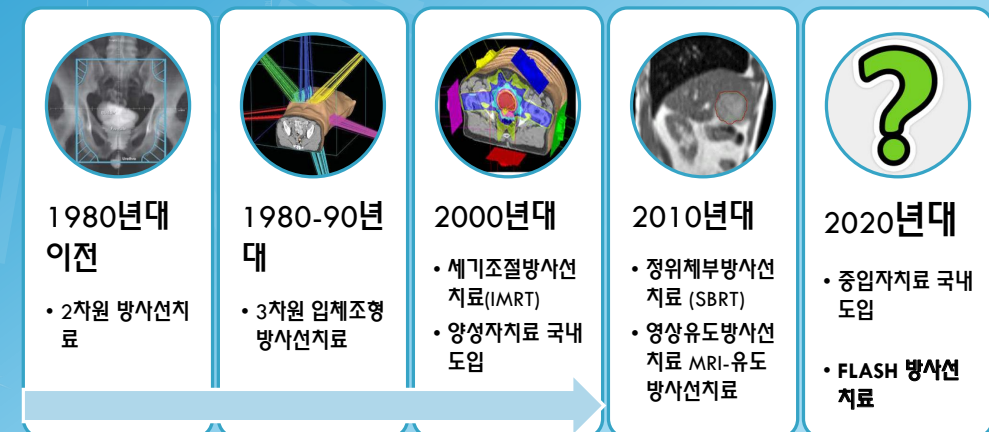 1980년대
이전
• 2차원 방사선치
료
1980-90년
대
• 3차원 입체조형
방사선치료
2000년대
• 세기조절방사선
치료(IMRT)
• 양성자치료 국내
도입
2010년대
• 정위체부방사선
치료 (SBRT)
• 영상유도방사선
치료 MRI-유도
방사선치료
?
2020년대
• 중입자치료 국내
도입
• FLASH 방사선
치료